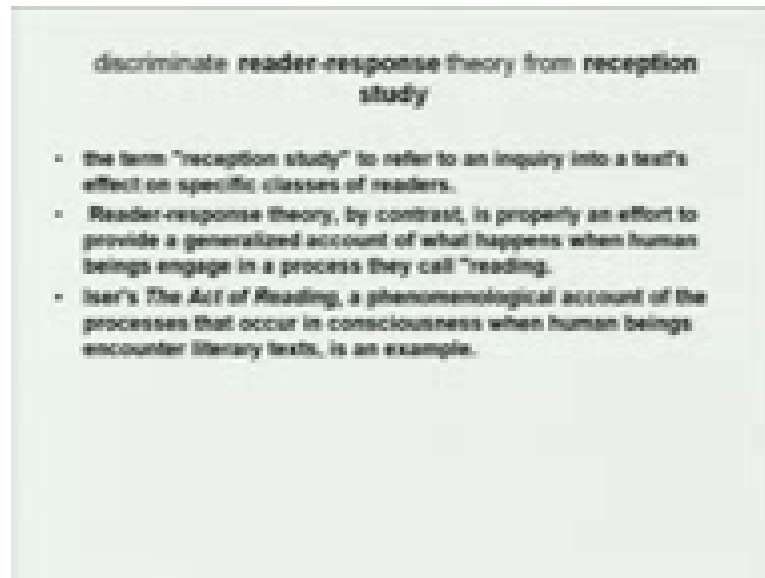 discriminate reader-response theory from reception
study
• the term "reception study" to refer to an inquiry into a text's
effect on specific classes of readers.
• Reader-response theory, by contrast, is properly an effort to
provide a generalized account of what happens when human
beings engage in a process they call "reading.
• Iser's The Act of Reading, a phenomenological account of the
processes that occur in consciousness when human beings
encounter literary texts, is an example.